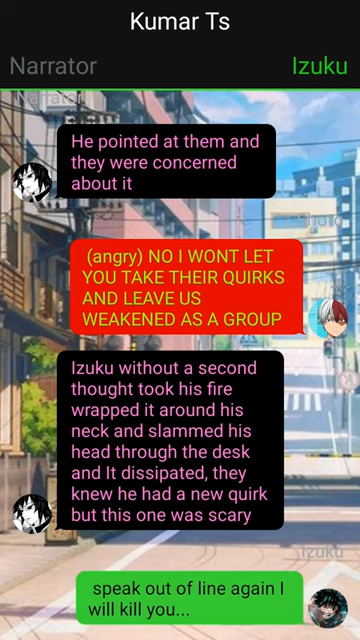 Kumar Ts
Narrator
Izuku
Narrator
He pointed at them and
they were concerned
about it
(angry) NO I WONT LET
YOU TAKE THEIR QUIRKS
AND LEAVE US
WEAKENED AS A GROUP
Izuku without a second
thought took his fire
wrapped it around his
neck and slammed his
head through the desk
and It dissipated, they
knew he had a new quirk
but this one was scary
Izuku
speak out of line again I
will kill you...